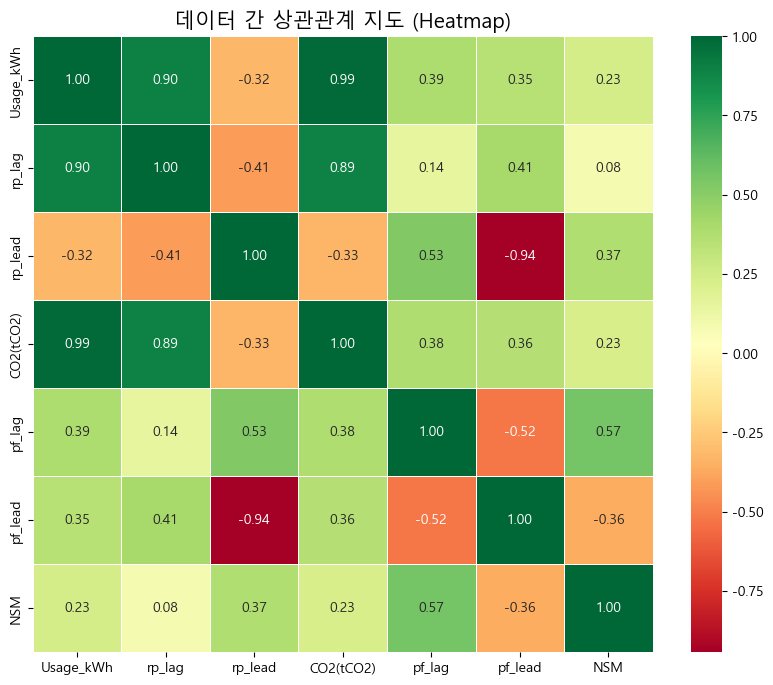 데이터 간 상관관계 지도 (Heatmap)
Usage_kWh 1.00 0.90 -0.32 0.99 0.39 0.35 0.23
rp_lag 0.90 1.00 -0.41 0.89 0.14 0.41 0.08
rp_lead -0.32 -0.41 1.00 -0.33 0.53 -0.94 0.37
CO2(tCO2) 0.99 0.89 -0.33 1.00 0.38 0.36 0.23
pf_lag 0.39 0.14 0.53 0.38 1.00 -0.52 0.57
pf_lead 0.35 0.41 -0.94 0.36 -0.52 1.00 -0.36
NSM 0.23 0.08 0.37 0.23 0.57 -0.36 1.00
Usage_kWh rp_lag rp_lead CO2(tCO2) pf_lag pf_lead NSM
1.00
0.75
0.50
0.25
0.00
-0.25
-0.50
-0.75